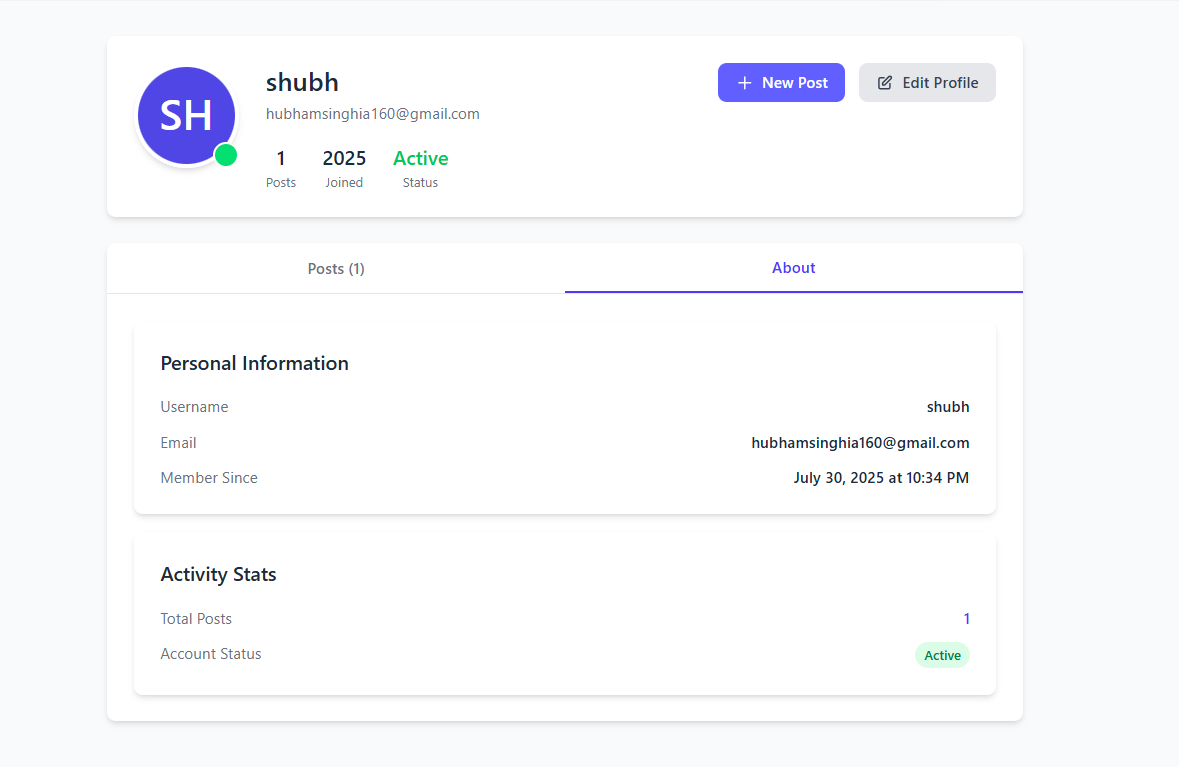 SH
shubh
hubhamsinghia160@gmail.com
1 2025 Active
Posts Joined Status
New Post Edit Profile
Posts (1) About
Personal Information
Username shubh
Email hubhamsinghia160@gmail.com
Member Since July 30, 2025 at 10:34 PM
Activity Stats
Total Posts 1
Account Status Active